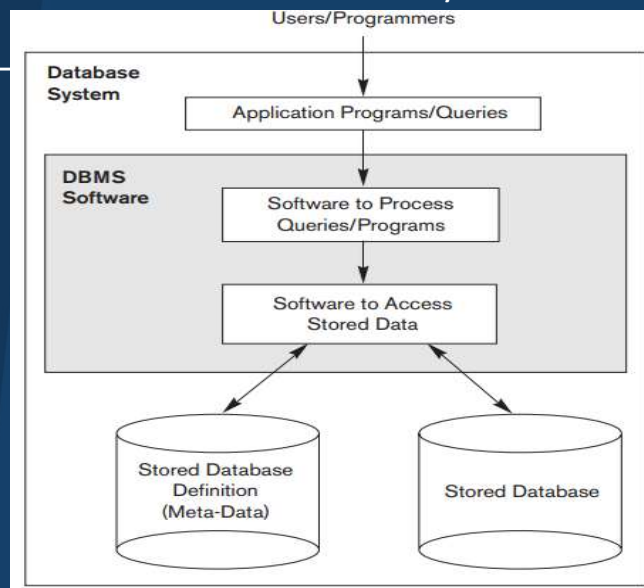 Users/Programmers
Database
System
Application Programs/Queries
DBMS
Software
Software to Process
Queries/Programs
Software to Access
Stored Data
Stored Database
Definition
(Meta-Data)
Stored Database